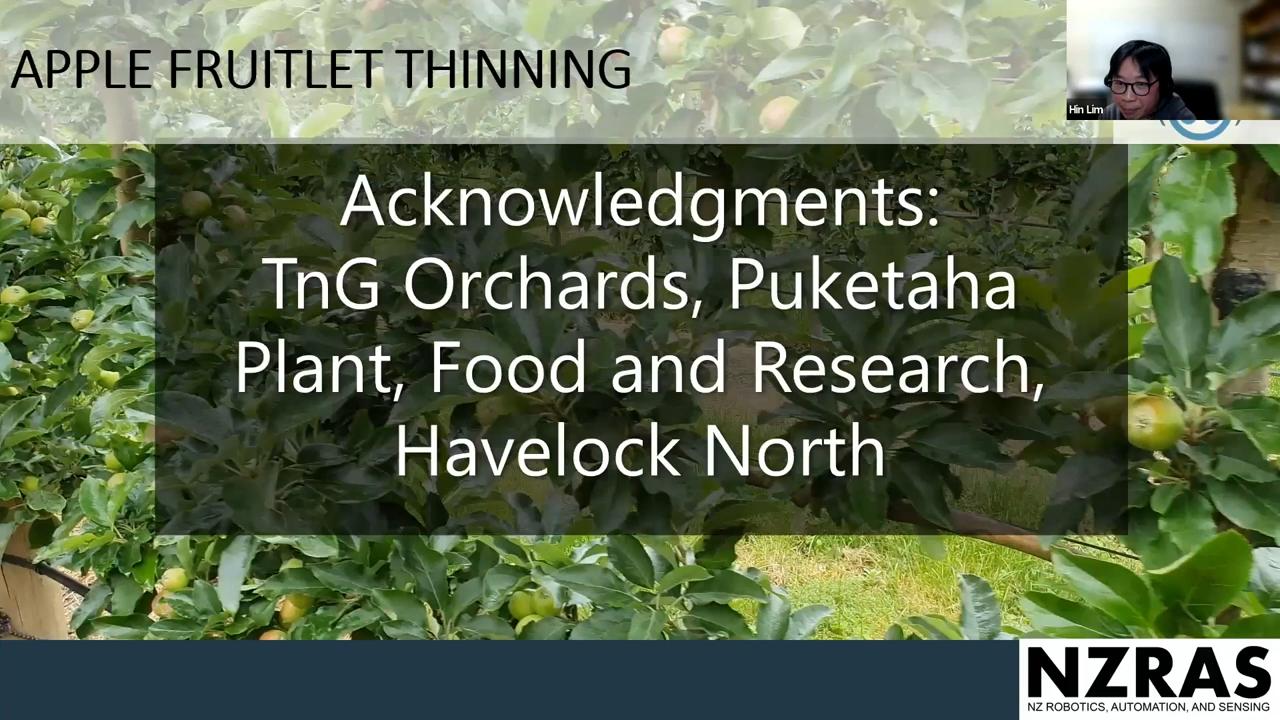 APPLE FRUITLET THINNING
Hin Lim
Acknowledgments:
TnG Orchards, Puketaha
Plant, Food and Research,
Havelock North
NZRAS
NZ ROBOTICS, AUTOMATION, AND SENSING